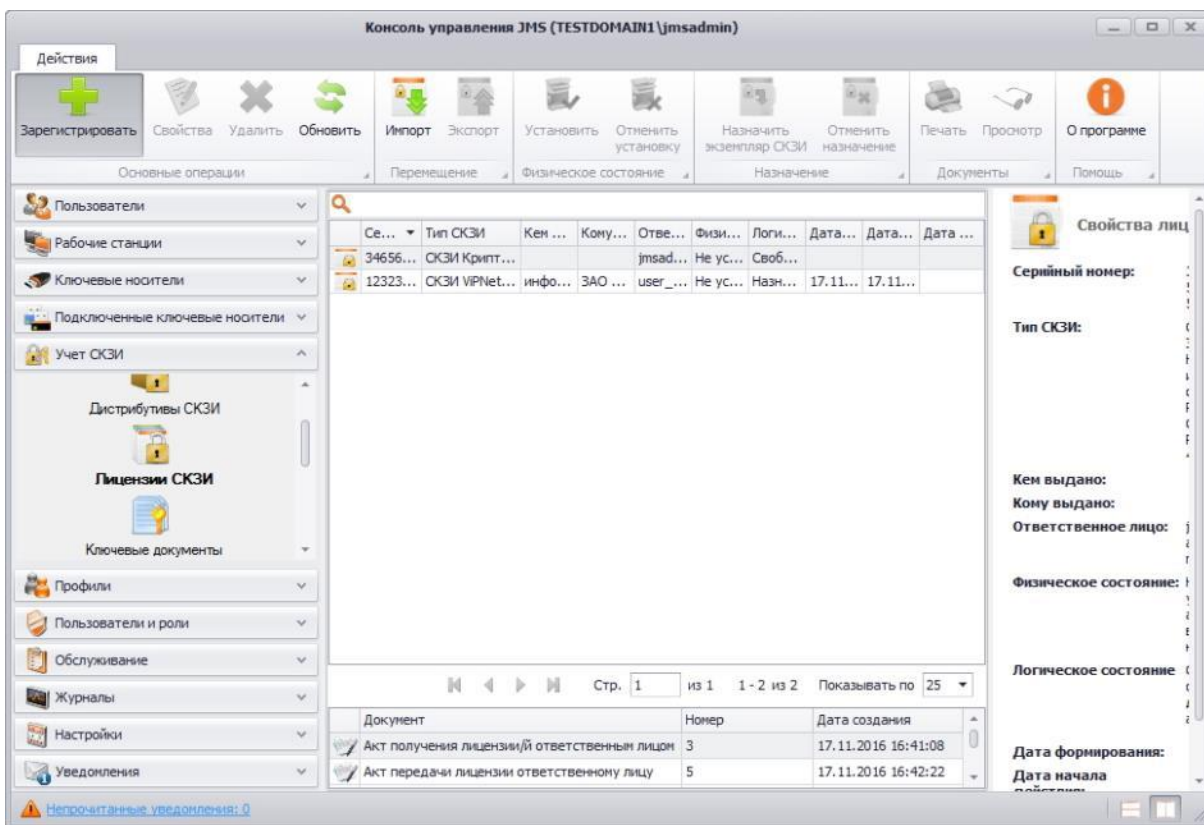 Консоль управления JMS (TESTDOMAIN1\jmsadmin)
Действия
Зарегистрировать
Свойства
Удалить
Обновить
Импорт
Экспорт
Установить
Отменить установку
Назначить экземпляр СКЗИ
Отменить назначение
Печать
Просмотр
О программе
Основные операции
Перемещение
Физическое состояние
Назначение
Документы
Помощь
Пользователи
Рабочие станции
Ключевые носители
Подключенные ключевые носители
Учет СКЗИ
Дистрибутивы СКЗИ
Лицензии СКЗИ
Ключевые документы
Профили
Пользователи и роли
Обслуживание
Журналы
Настройки
Уведомления
Се... Тип СКЗИ Кем ... Кому... Отве... Физи... Логи... Дата... Дата... Дата ...
34656... СКЗИ Крипт... jmsad... Не ус... Своб...
12323... СКЗИ ViPNet... инфо... ЗАО ... user_... Не ус... Назн... 17.11... 17.11...
Стр. 1 из 1 1 - 2 из 2 Показывать по 25
Документ Номер Дата создания
Акт получения лицензии/й ответственным лицом 3 17.11.2016 16:41:08
Акт передачи лицензии ответственному лицу 5 17.11.2016 16:42:22
Свойства лиц
Серийный номер:
Тип СКЗИ:
Кем выдано:
Кому выдано:
Ответственное лицо:
Физическое состояние:
Логическое состояние
Дата формирования:
Дата начала
Непрочитанные уведомления: 0